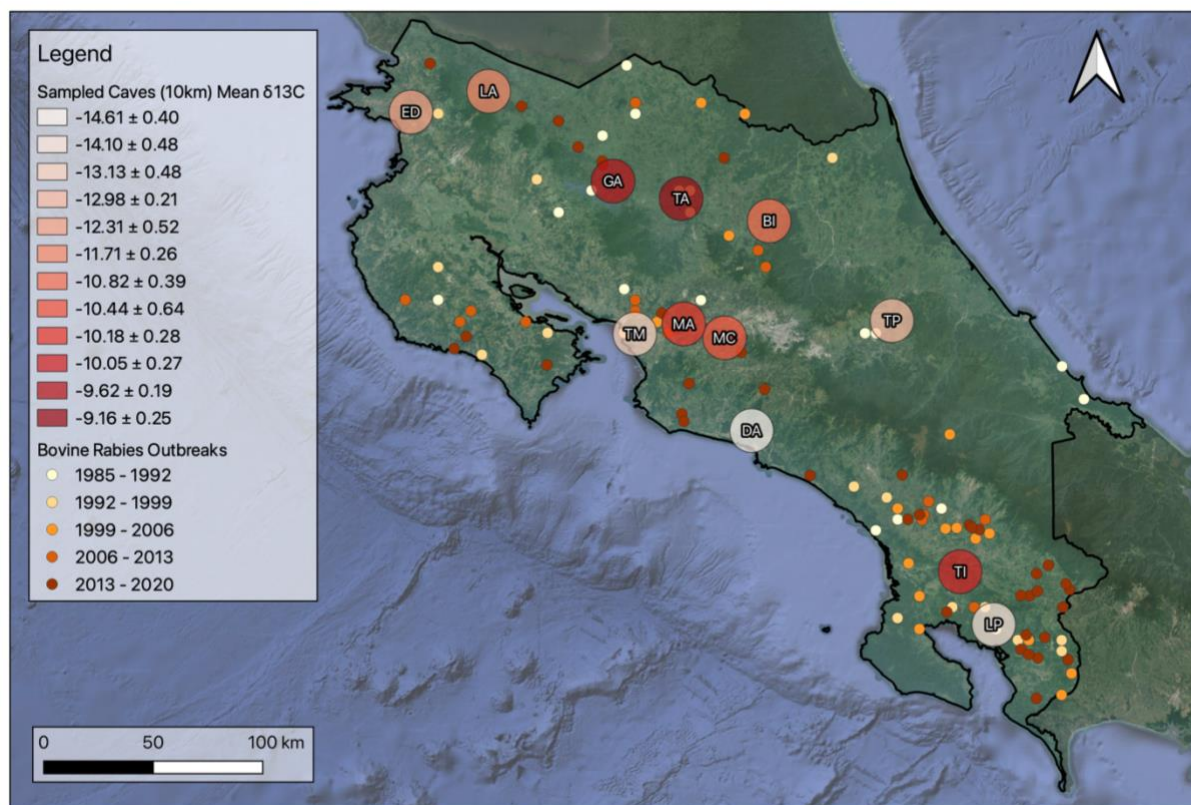 Legend
Sampled Caves (10km) Mean δ13C
-14.61 ± 0.40
-14.10 ± 0.48
-13.13 ± 0.48
-12.98 ± 0.21
-12.31 ± 0.52
-11.71 ± 0.26
-10.82 ± 0.39
-10.44 ± 0.64
-10.18 ± 0.28
-10.05 ± 0.27
-9.62 ± 0.19
-9.16 ± 0.25
Bovine Rabies Outbreaks
1985 - 1992
1992 - 1999
1999 - 2006
2006 - 2013
2013 - 2020
LA
ED
GA
TA
BI
TP
TM
MA
MC
DA
TI
LP
0 50 100 km